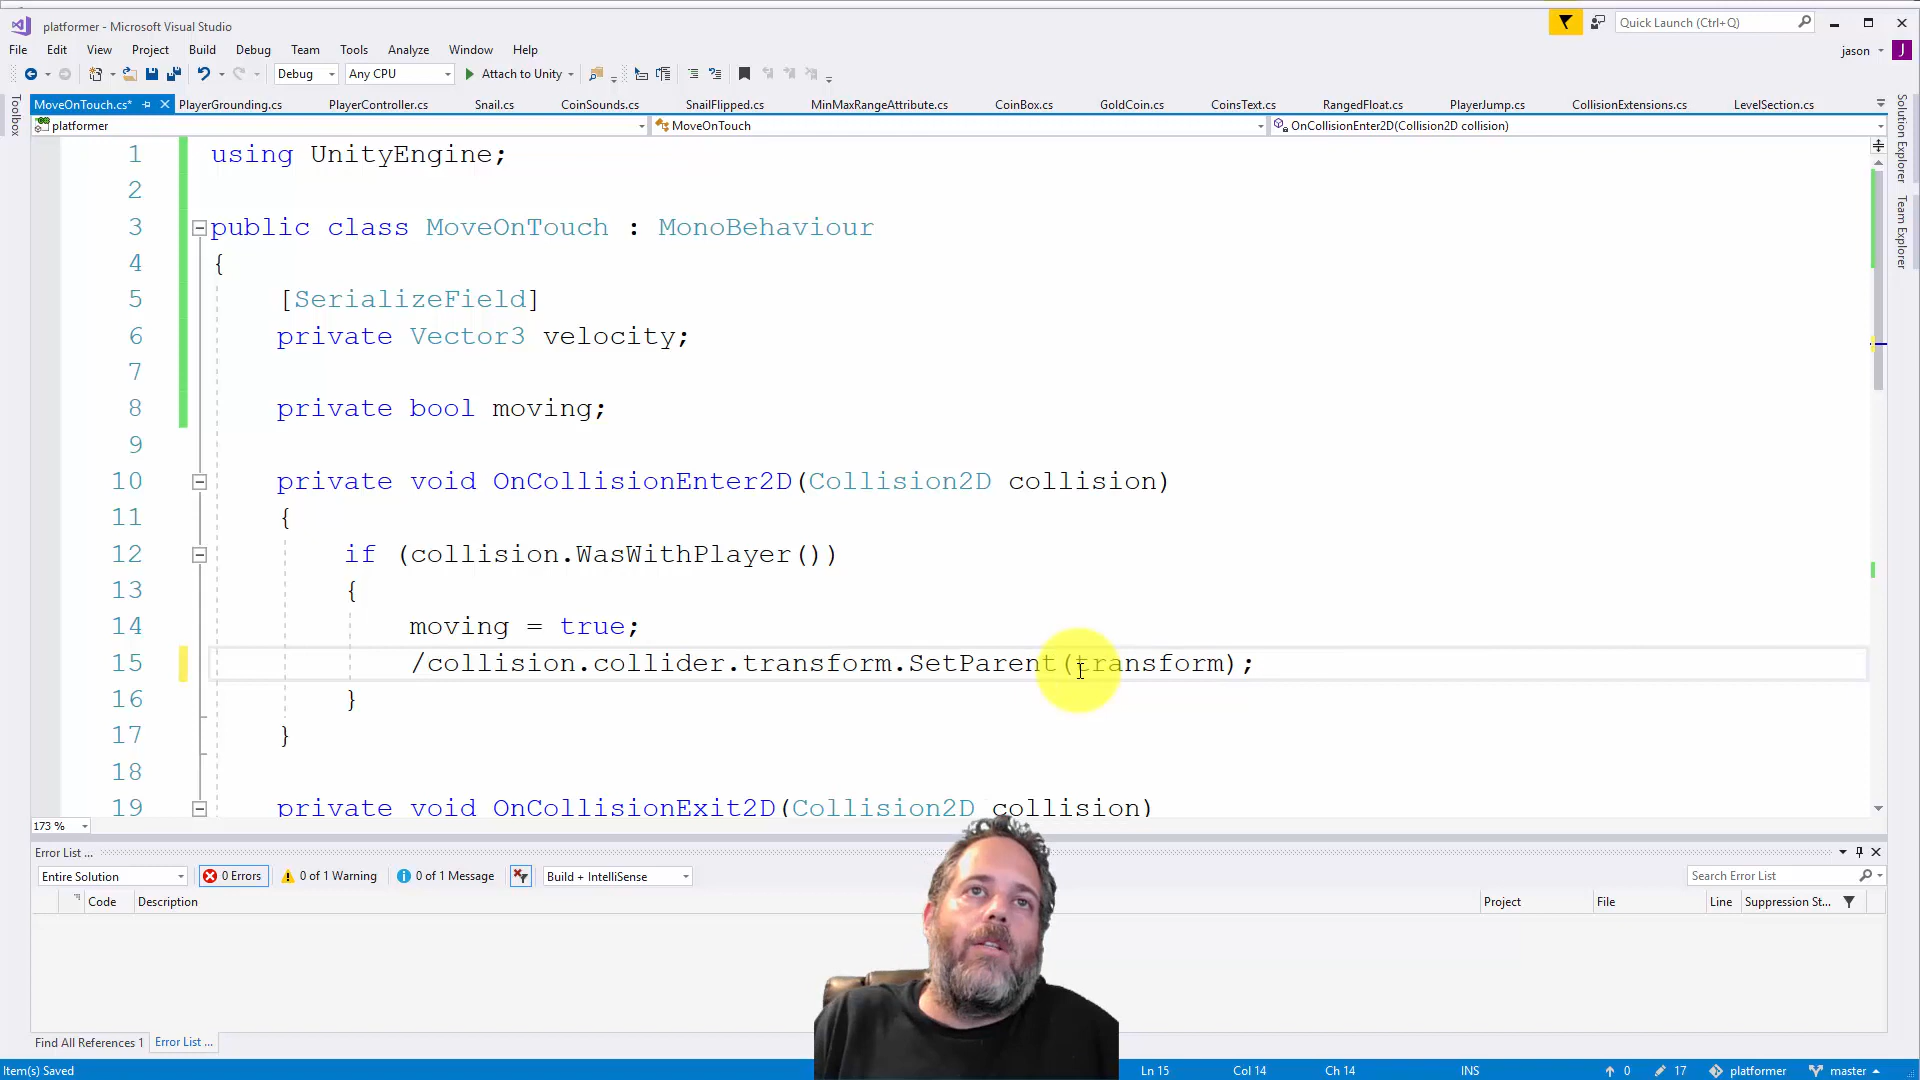 platformer - Microsoft Visual Studio
Quick Launch (Ctrl+Q)
File Edit View Project Build Debug Team Tools Analyze Window Help
jason J
Debug Any CPU Attach to Unity
MoveOnTouch.cs* PlayerGrounding.cs PlayerController.cs Snail.cs CoinSounds.cs SnailFlipped.cs MinMaxRangeAttribute.cs CoinBox.cs GoldCoin.cs CoinsText.cs RangedFloat.cs PlayerJump.cs CollisionExtensions.cs LevelSection.cs
Toolbox
Solution Explorer
Team Explorer
platformer MoveOnTouch OnCollisionEnter2D(Collision2D collision)
1 using UnityEngine;
2
3 public class MoveOnTouch : MonoBehaviour
4 {
5 [SerializeField]
6 private Vector3 velocity;
7
8 private bool moving;
9
10 private void OnCollisionEnter2D(Collision2D collision)
11 {
12 if (collision.WasWithPlayer())
13 {
14 moving = true;
15 /collision.collider.transform.SetParent(transform);
16 }
17 }
18
19 private void OnCollisionExit2D(Collision2D collision)
173 %
Error List ...
Entire Solution 0 Errors 0 of 1 Warning 0 of 1 Message Build + IntelliSense Search Error List
Code Description Project File Line Suppression St...
Find All References 1 Error List ...
Item(s) Saved Ln 15 Col 14 Ch 14 INS 0 17 platformer master